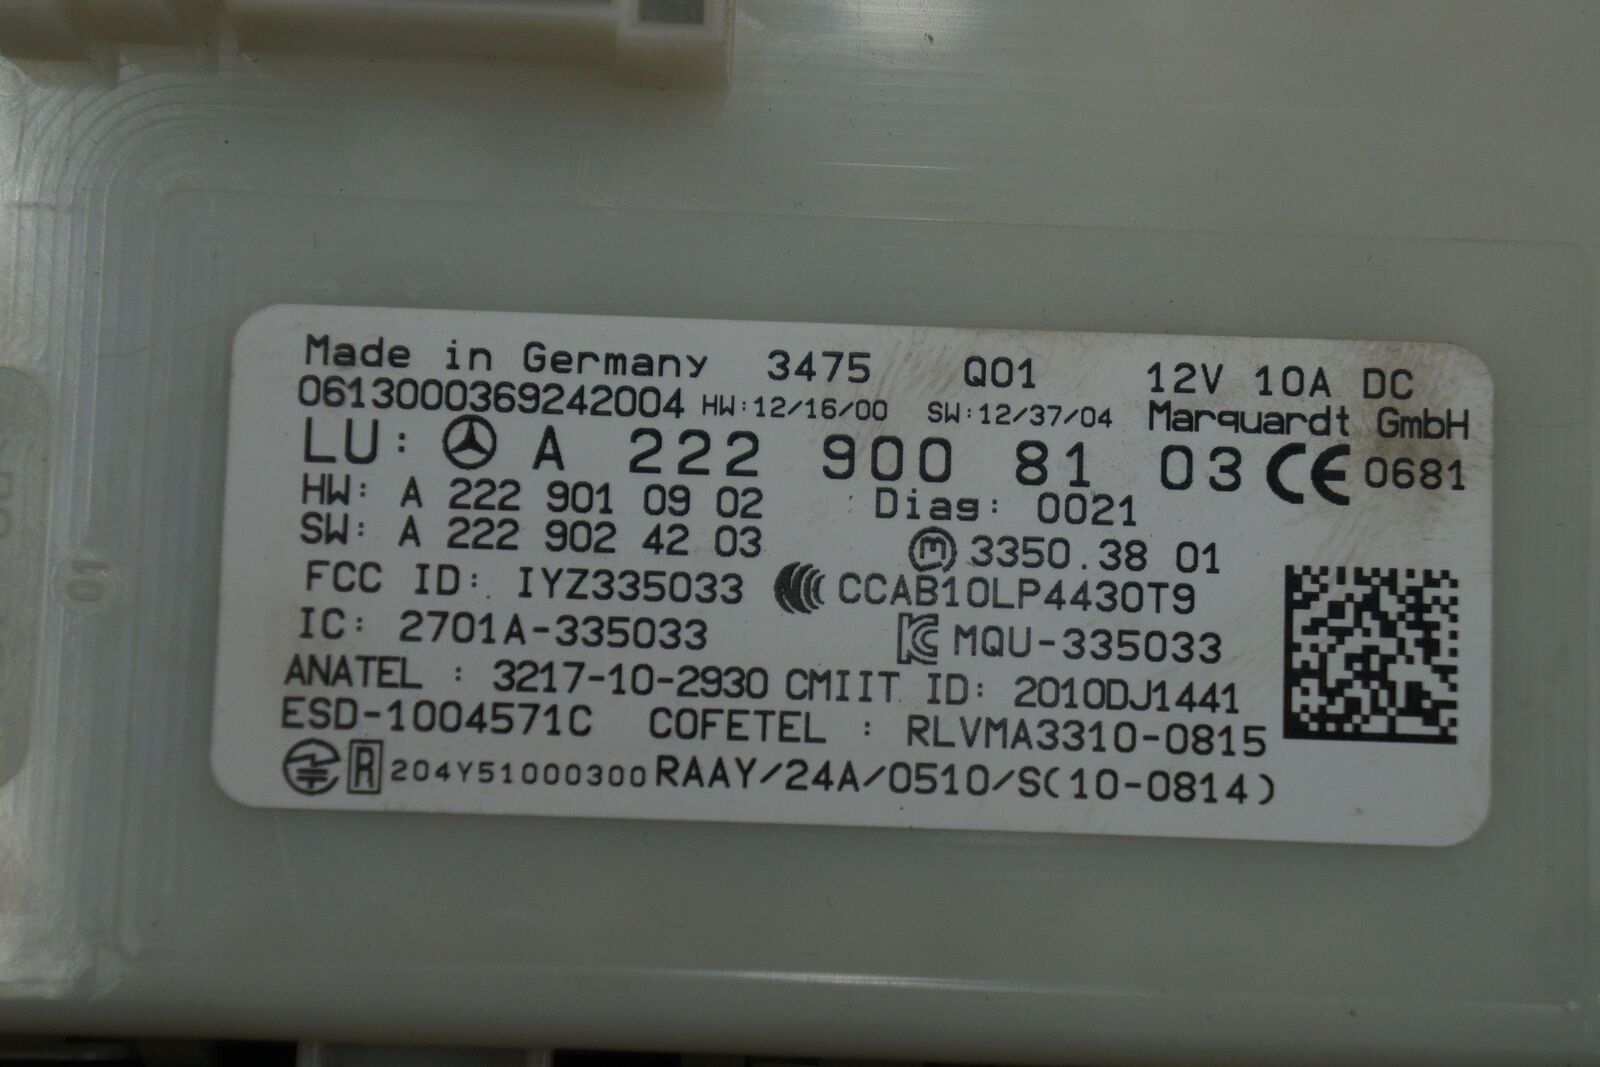 Made in Germany 3475 Q01 12V 10A DC
0613000369242004 HW:12/16/00 SW:12/37/04 Marquardt GmbH
LU: A 222 900 81 03 CE 0681
HW: A 222 901 09 02 Diag: 0021
SW: A 222 902 42 03 m 3350.38 01
FCC ID: IYZ335033 CCAB10LP4430T9
IC: 2701A-335033 KC MQU-335033
ANATEL : 3217-10-2930 CMIIT ID: 2010DJ1441
ESD-1004571C COFETEL : RLVMA3310-0815
R 204Y51000300 RAAY/24A/0510/S(10-0814)
01